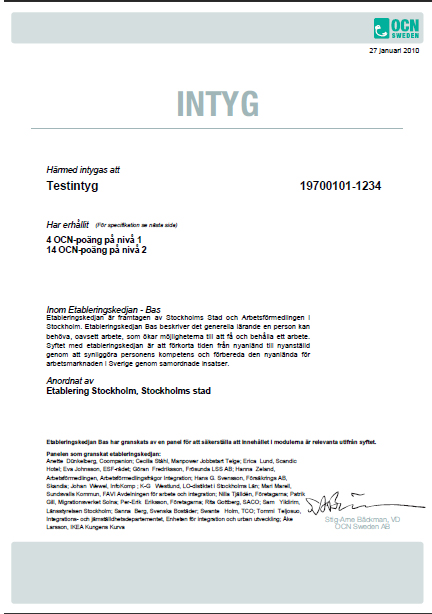 OCN
SWEDEN
27 januari 2010
INTYG
Härmed intygas att
Testintyg 19700101-1234
Har erhållit (För specifikation se nästa sida)
4 OCN-poäng på nivå 1
14 OCN-poäng på nivå 2
Inom Etableringskedjan - Bas
Etableringskedjan är framtagen av Stockholms Stad och Arbetsförmedlingen i
Stockholm. Etableringskedjan Bas beskriver det generella lärande en person kan
behöva, oavsett arbete, som ökar möjligheterna till att få och behålla ett arbete.
Syftet med etableringskedjan är att förkorta tiden från nyanländ till nyanställd
genom att synliggöra personens kompetens och förbereda den nyanlända för
arbetsmarknaden i Sverige genom samordnade insatser.
Anordnat av
Etablering Stockholm, Stockholms stad
Etableringskedjan Bas har granskats av en panel för att säkerställa att innehållet i modulerna är relevanta utifrån syftet.
Panelen som granskat etableringskedjan:
Anette Dünkelberg, Coompanion; Cecilia Ståhl, Manpower Jobbstart Telge; Erica Lund, Scandic
Hotel; Eva Johnsson, ESF-rådet; Göran Fredriksson, Frösunda LSS AB; Hanna Zeland,
Arbetsförmedlingen, Arbetsförmedlingsfrågor Integration; Hans G. Svensson, Försäkrings AB,
Skandia; Johan Wewel, InfoKomp ; K-G Westlund, LO-distriktet i Stockholms Län; Mari Marell,
Sundsvalls Kommun, FAVI Avdelningen för arbete och integration; Nilla Tjälldén, Företagarna; Patrik
Gill, Migrationsverket Solna; Per-Erik Eriksson, Företagarna; Rita Gottberg, SACO; Sam Yildirim,
Länsstyrelsen Stockholm; Sanna Berg, Svenska Bostäder; Swante Holm, TCO; Tommi Teljosuo,
Integrations- och jämställdhetsdepartementet, Enheten för integration och urban utveckling; Åke
Larsson, IKEA Kungens Kurva
Stig-Arne Bäckman, VD
OCN Sweden AB